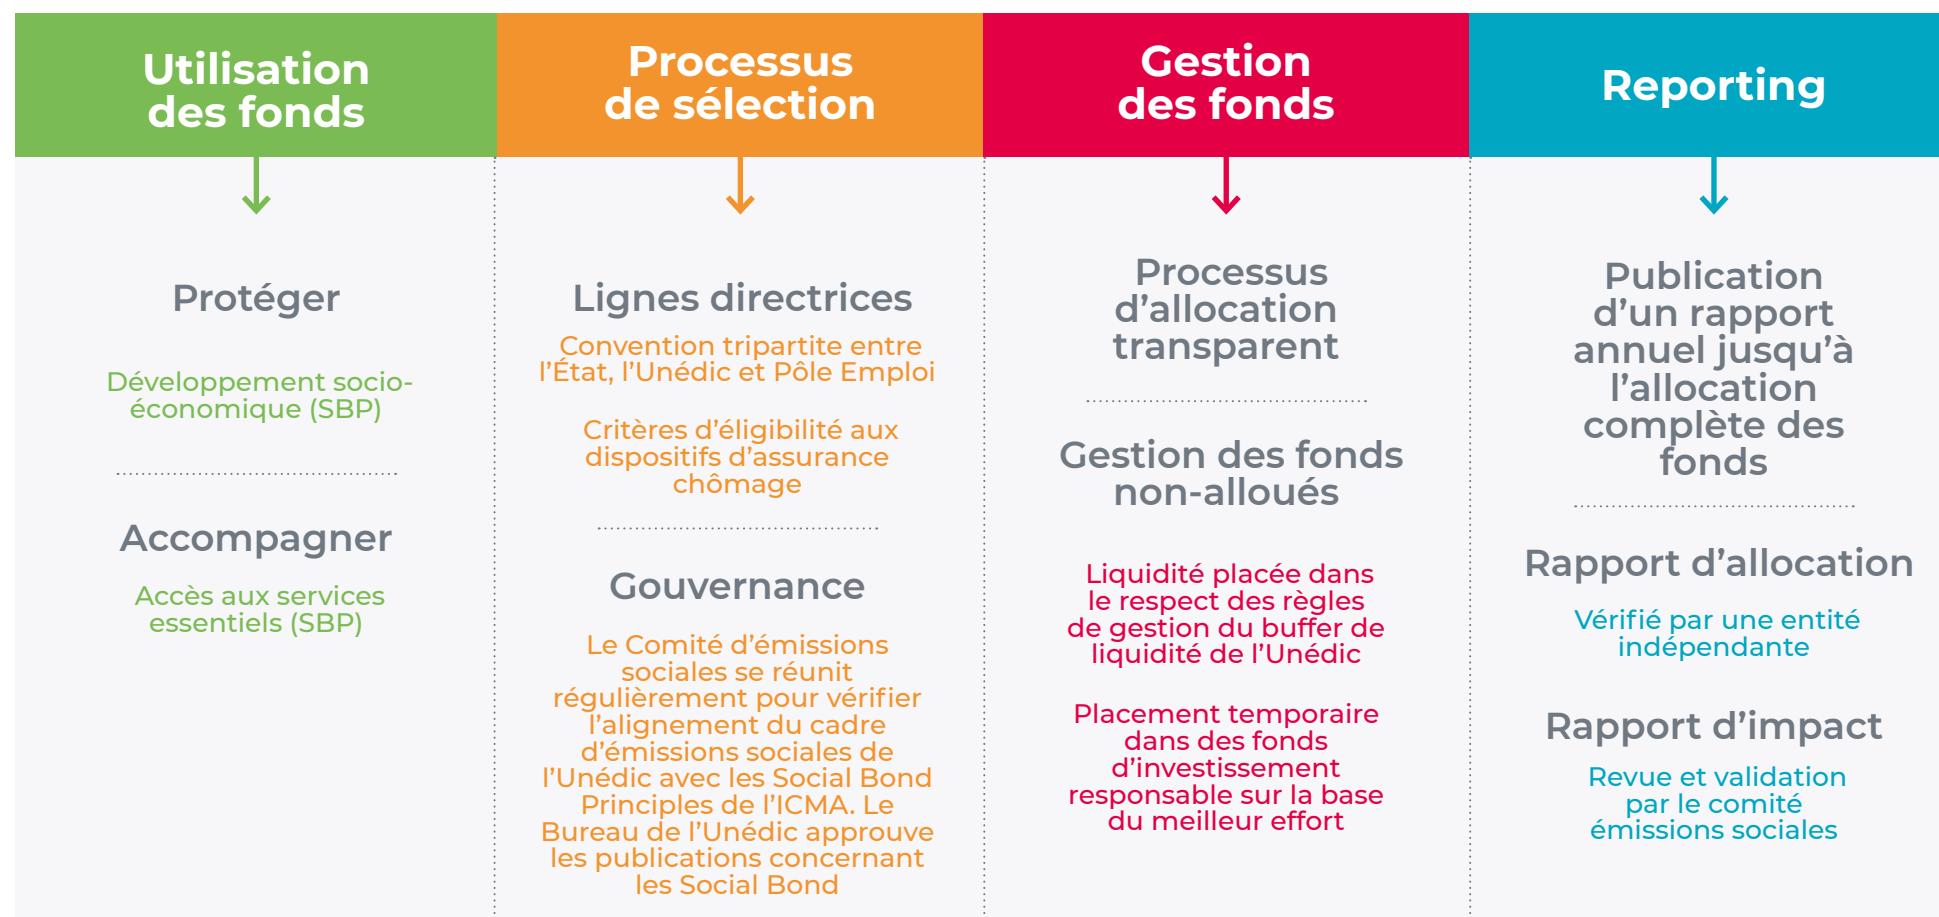 Utilisation
des fonds
Protéger
Développement socio-
économique (SBP)
Accompagner
Accès aux services
essentiels (SBP)
Processus
de sélection
Lignes directrices
Convention tripartite entre
l’État, l’Unédic et Pôle Emploi
Critères d’éligibilité aux
dispositifs d’assurance
chômage
Gouvernance
Le Comité d’émissions
sociales se réunit
régulièrement pour vérifier
l’alignement du cadre
d’émissions sociales de
l’Unédic avec les Social Bond
Principles de l’ICMA. Le
Bureau de l’Unédic approuve
les publications concernant
les Social Bond
Gestion
des fonds
Processus
d’allocation
transparent
Gestion des fonds
non-alloués
Liquidité placée dans
le respect des règles
de gestion du buffer de
liquidité de l’Unédic
Placement temporaire
dans des fonds
d’investissement
responsable sur la base
du meilleur effort
Reporting
Publication
d’un rapport
annuel jusqu’à
l’allocation
complète des
fonds
Rapport d’allocation
Vérifié par une entité
indépendante
Rapport d’impact
Revue et validation
par le comité
émissions sociales